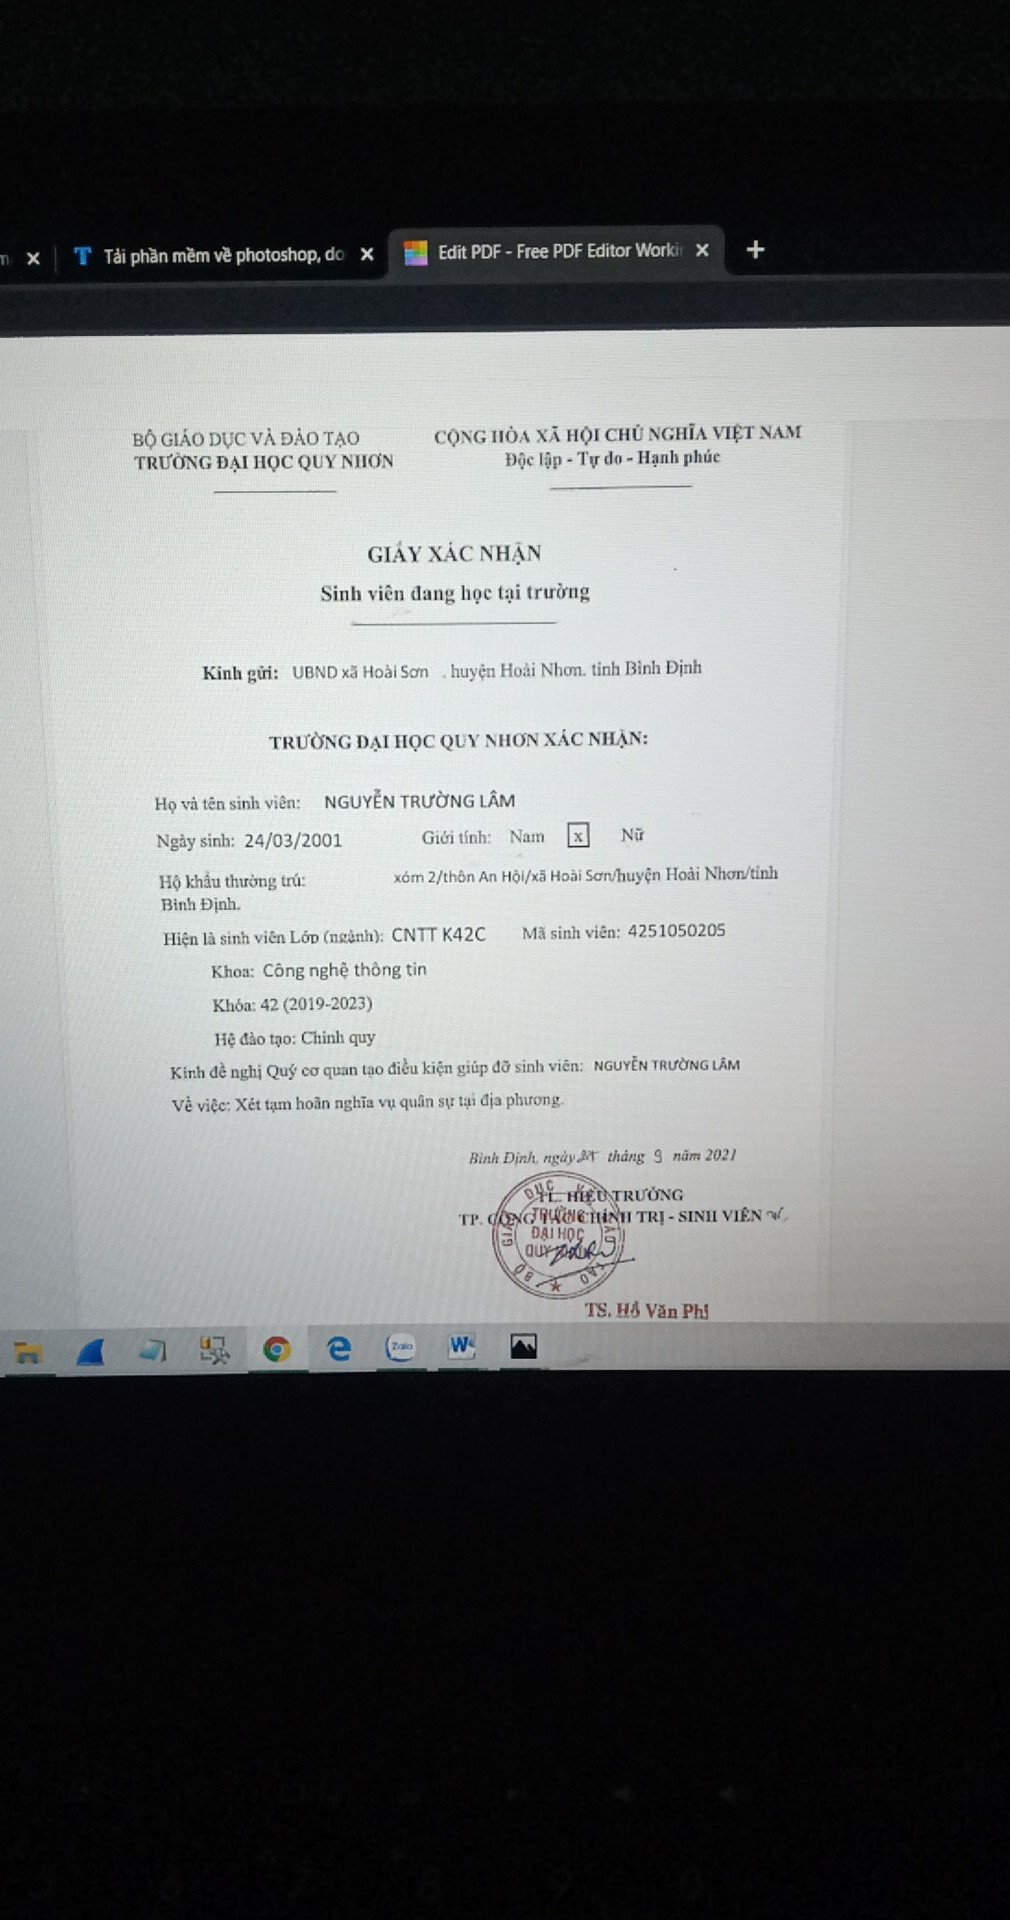 Tải phần mềm về photoshop, do
Edit PDF - Free PDF Editor Worki
BỘ GIÁO DỤC VÀ ĐÀO TẠO
TRƯỜNG ĐẠI HỌC QUY NHƠN
CỘNG HÒA XÃ HỘI CHỦ NGHĨA VIỆT NAM
Độc lập - Tự do - Hạnh phúc
GIẤY XÁC NHẬN
Sinh viên đang học tại trường
Kính gửi: UBND xã Hoài Sơn , huyện Hoài Nhơn. tỉnh Bình Định
TRƯỜNG ĐẠI HỌC QUY NHƠN XÁC NHẬN:
Họ và tên sinh viên: NGUYỄN TRƯỜNG LÂM
Ngày sinh: 24/03/2001 Giới tính: Nam x Nữ
Hộ khẩu thường trú: xóm 2/thôn An Hội/xã Hoài Sơn/huyện Hoài Nhơn/tỉnh
Bình Định.
Hiện là sinh viên Lớp (ngành): CNTT K42C Mã sinh viên: 4251050205
Khoa: Công nghệ thông tin
Khóa: 42 (2019-2023)
Hệ đào tạo: Chính quy
Kính đề nghị Quý cơ quan tạo điều kiện giúp đỡ sinh viên: NGUYỄN TRƯỜNG LÂM
Về việc: Xét tạm hoãn nghĩa vụ quân sự tại địa phương.
Bình Định, ngày tháng 9 năm 2021
TL. HIỆU TRƯỞNG
TP. CÔNG TÁC CHÍNH TRỊ - SINH VIÊN
TRƯỜNG
ĐẠI HỌC
QUY NHƠN
TS. Hồ Văn Phi
Zalo
W